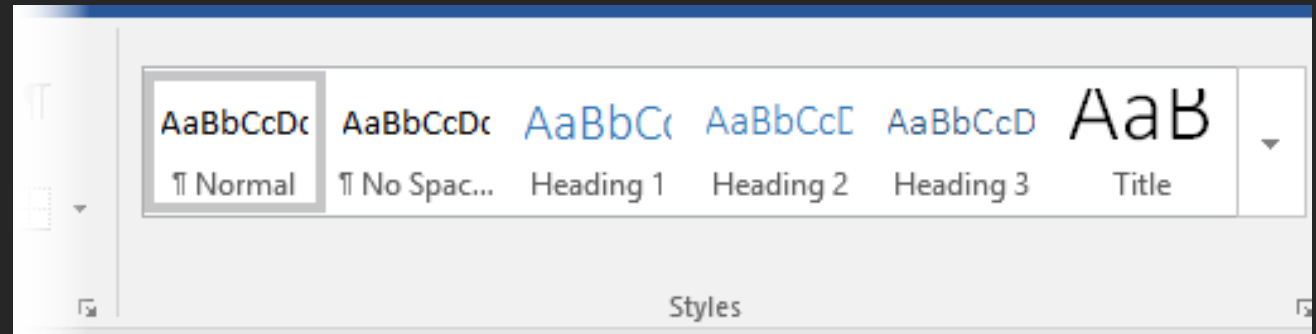 AaBbCcDc AaBbCcDc AaBbCc AaBbCcD AaBbCcD AaB
¶ Normal ¶ No Spac... Heading 1 Heading 2 Heading 3 Title
Styles